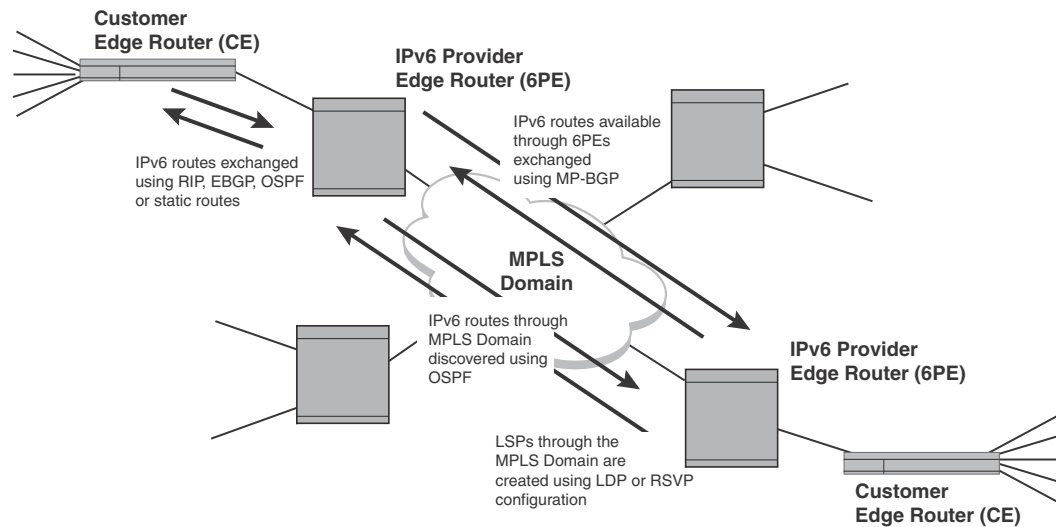 Customer
Edge Router (CE)
IPv6 Provider
Edge Router (6PE)
IPv6 routes available
through 6PEs
exchanged
using MP-BGP
IPv6 routes exchanged
using RIP, EBGP, OSPF
or static routes
MPLS
Domain
IPv6 routes through
MPLS Domain
discovered using
OSPF
IPv6 Provider
Edge Router (6PE)
LSPs through the
MPLS Domain are
created using LDP or RSVP
configuration
Customer
Edge Router (CE)